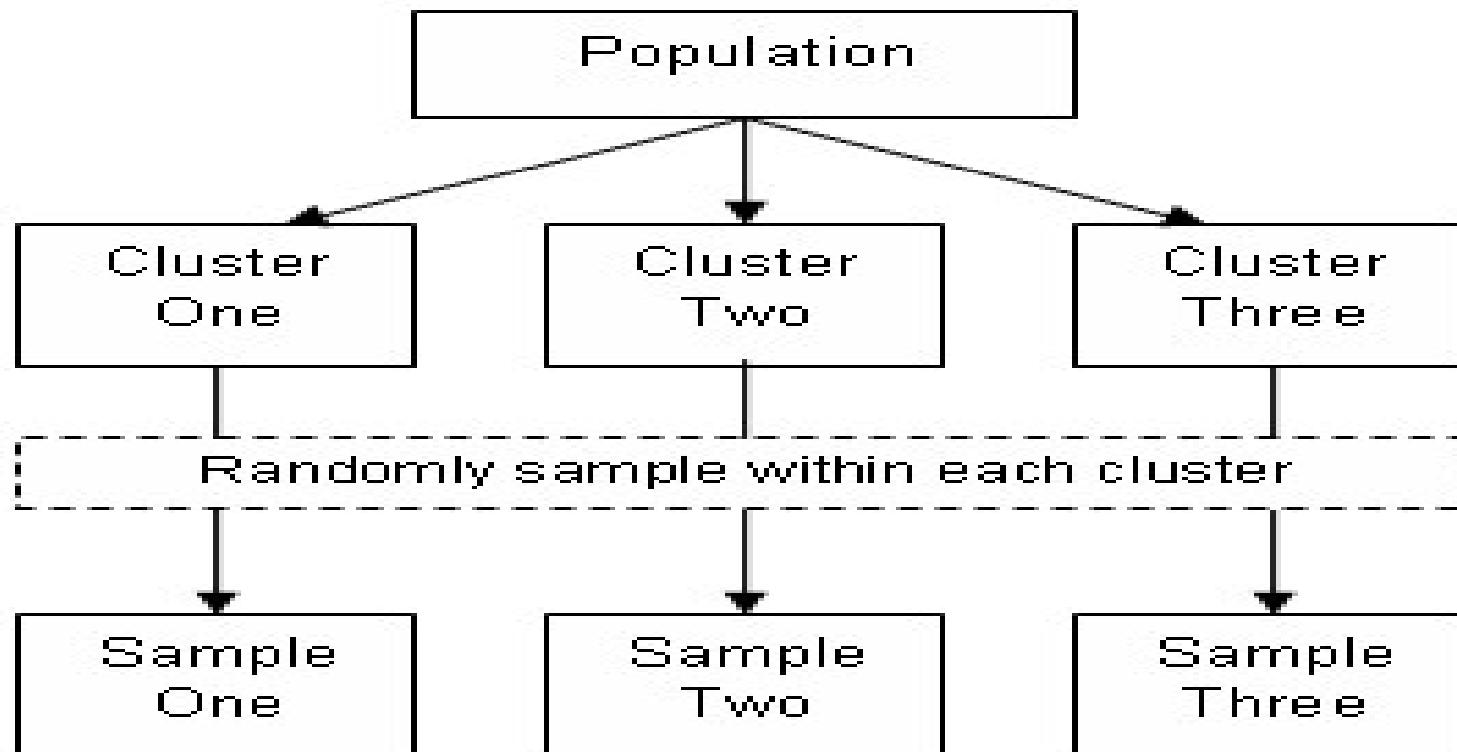 Population
Cluster
One
Cluster
Two
Cluster
Three
Randomly sample within each cluster
Sample
One
Sample
Two
Sample
Three